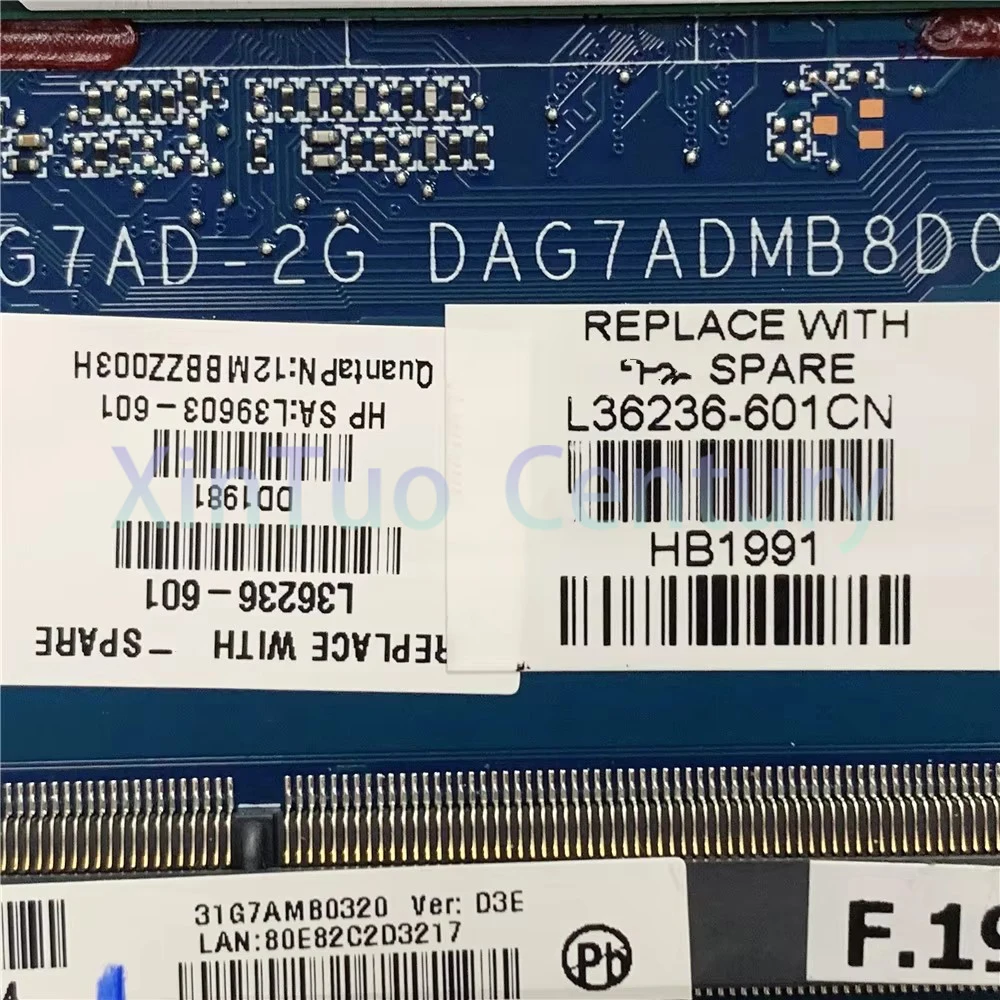 G7AD-2G DAG7ADMB8D0
REPLACE WITH
SPARE
L36236-601CN
HB1991
QuantaPN:12MBBZZ003H
HP SA:L39603-601
DD1981
L36236-601
REPLACE WITH
SPARE
XinTuo Century
31G7AMB0320 Ver: D3E
LAN:80E82C2D3217
Pb
F.19